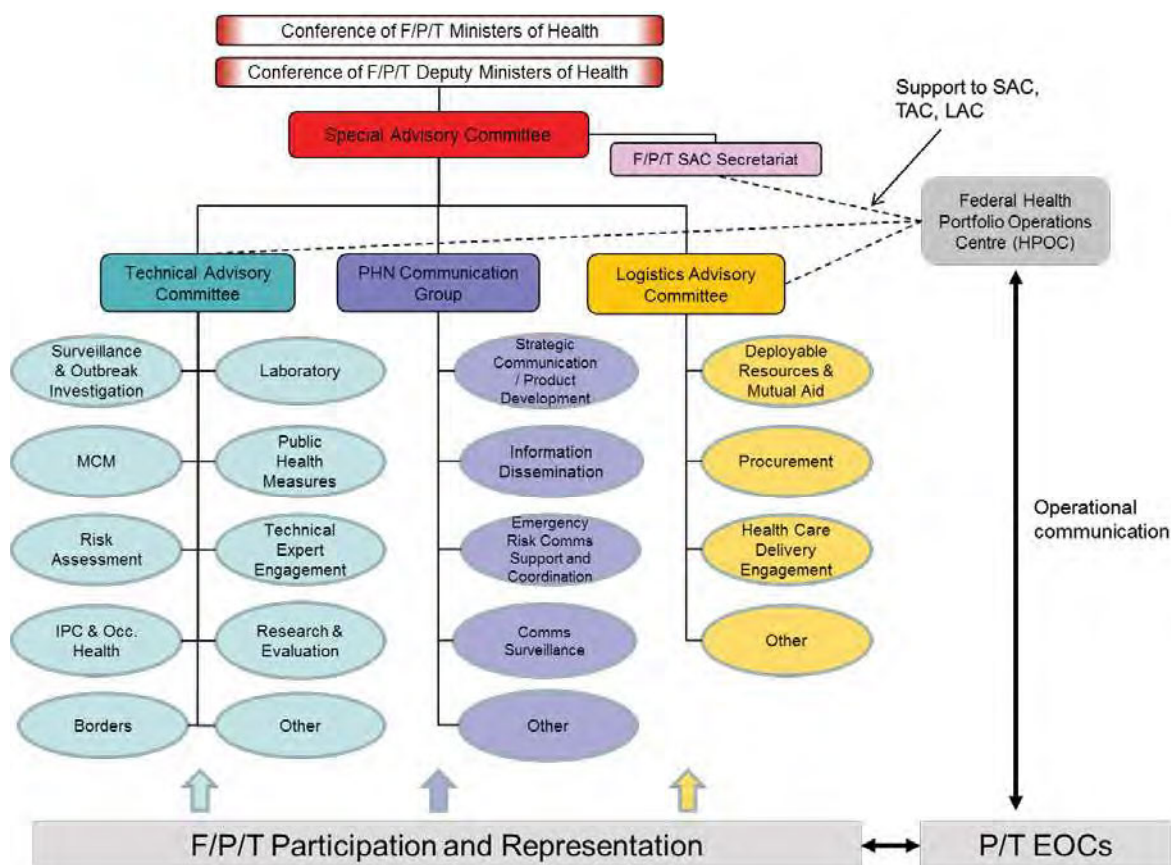 Conference of F/P/T Ministers of Health
Conference of F/P/T Deputy Ministers of Health
Special Advisory Committee
F/P/T SAC Secretariat
Support to SAC,
TAC, LAC
Federal Health
Portfolio Operations
Centre (HPOC)
Technical Advisory
Committee
PHN Communication
Group
Logistics Advisory
Committee
Surveillance
& Outbreak
Investigation
Laboratory
Strategic
Communication
/ Product
Development
Deployable
Resources &
Mutual Aid
MCM
Public
Health
Measures
Information
Dissemination
Procurement
Risk
Assessment
Technical
Expert
Engagement
Emergency
Risk Comms
Support and
Coordination
Health Care
Delivery
Engagement
Operational
communication
IPC & Occ.
Health
Research &
Evaluation
Comms
Surveillance
Other
Borders
Other
Other
F/P/T Participation and Representation
P/T EOCs